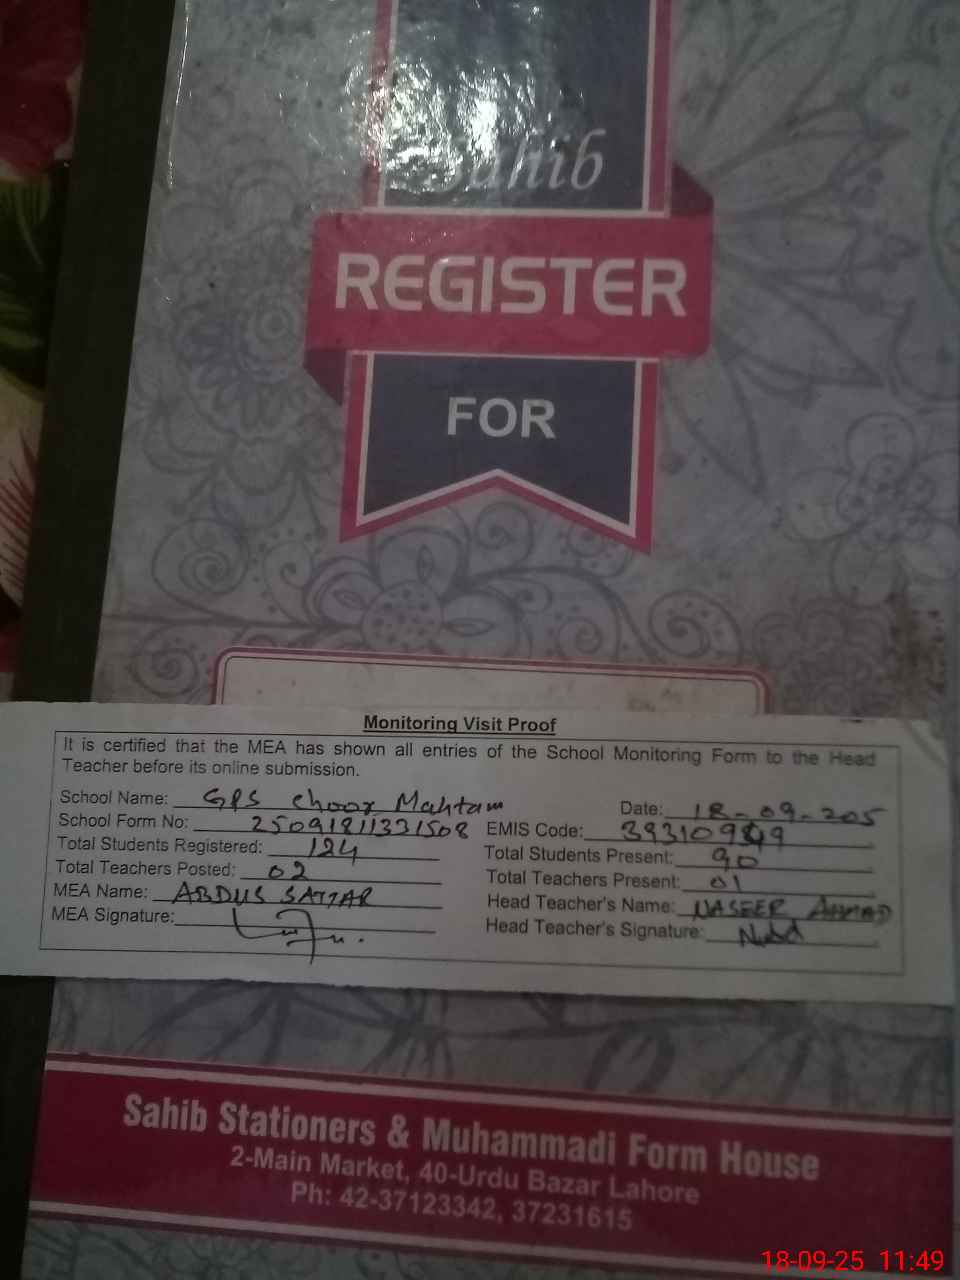 Sahib
REGISTER
FOR
Monitoring Visit Proof
It is certified that the MEA has shown all entries of the School Monitoring Form to the Head
Teacher before its online submission.
School Name: GPS Choor Mahtam
Date: 18-09-205
School Form No: 25091811331508
EMIS Code:
Total Students Registered: 124
Total Students Present: 90
Total Teachers Posted: 02
Total Teachers Present: 01
MEA Name: ABDUS SATTAR
Head Teacher's Name: NASEER AHMAD
MEA Signature:
Head Teacher's Signature:
Sahib Stationers & Muhammadi Form House
2-Main Market, 40-Urdu Bazar Lahore
Ph: 42-37123342, 37231615
18-09-25 11:49